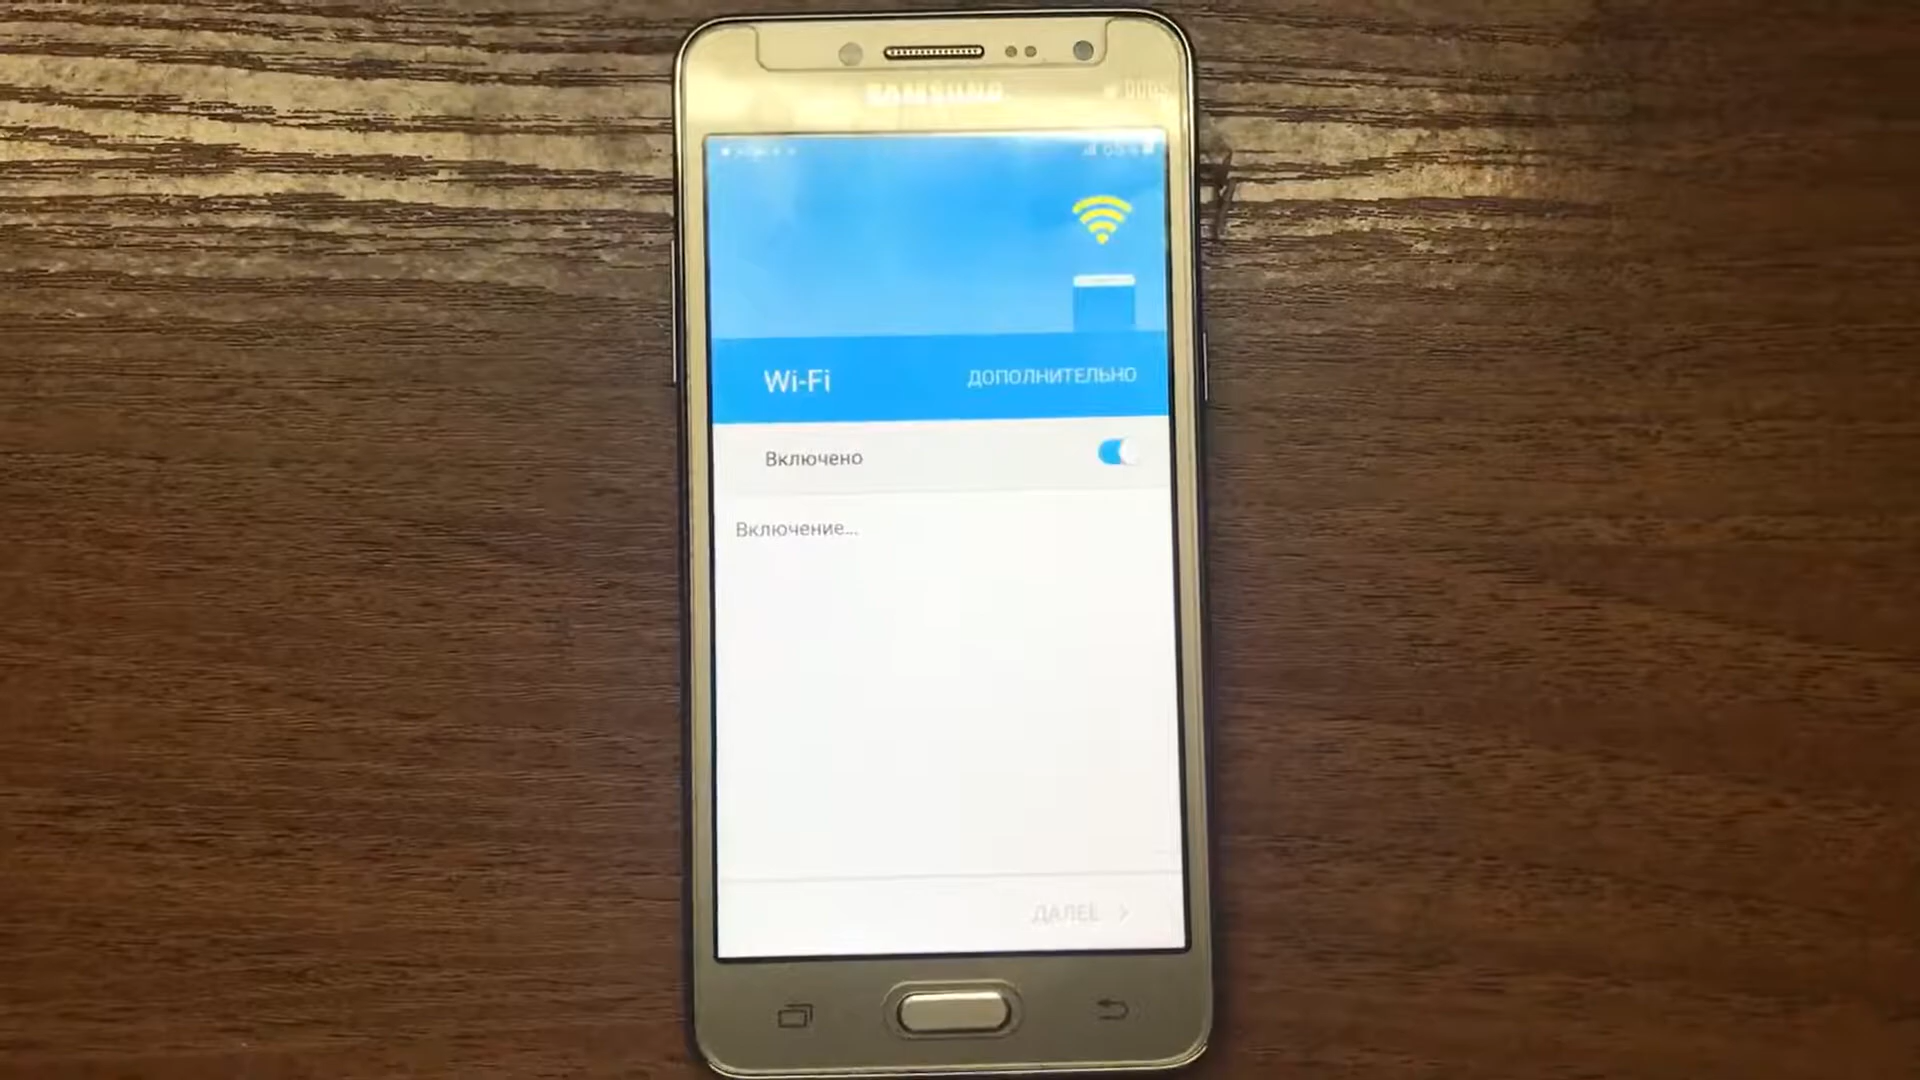 SAMSUNG
Wi-Fi
ДОПОЛНИТЕЛЬНО
Включено
Включение...
ДАЛЕЕ